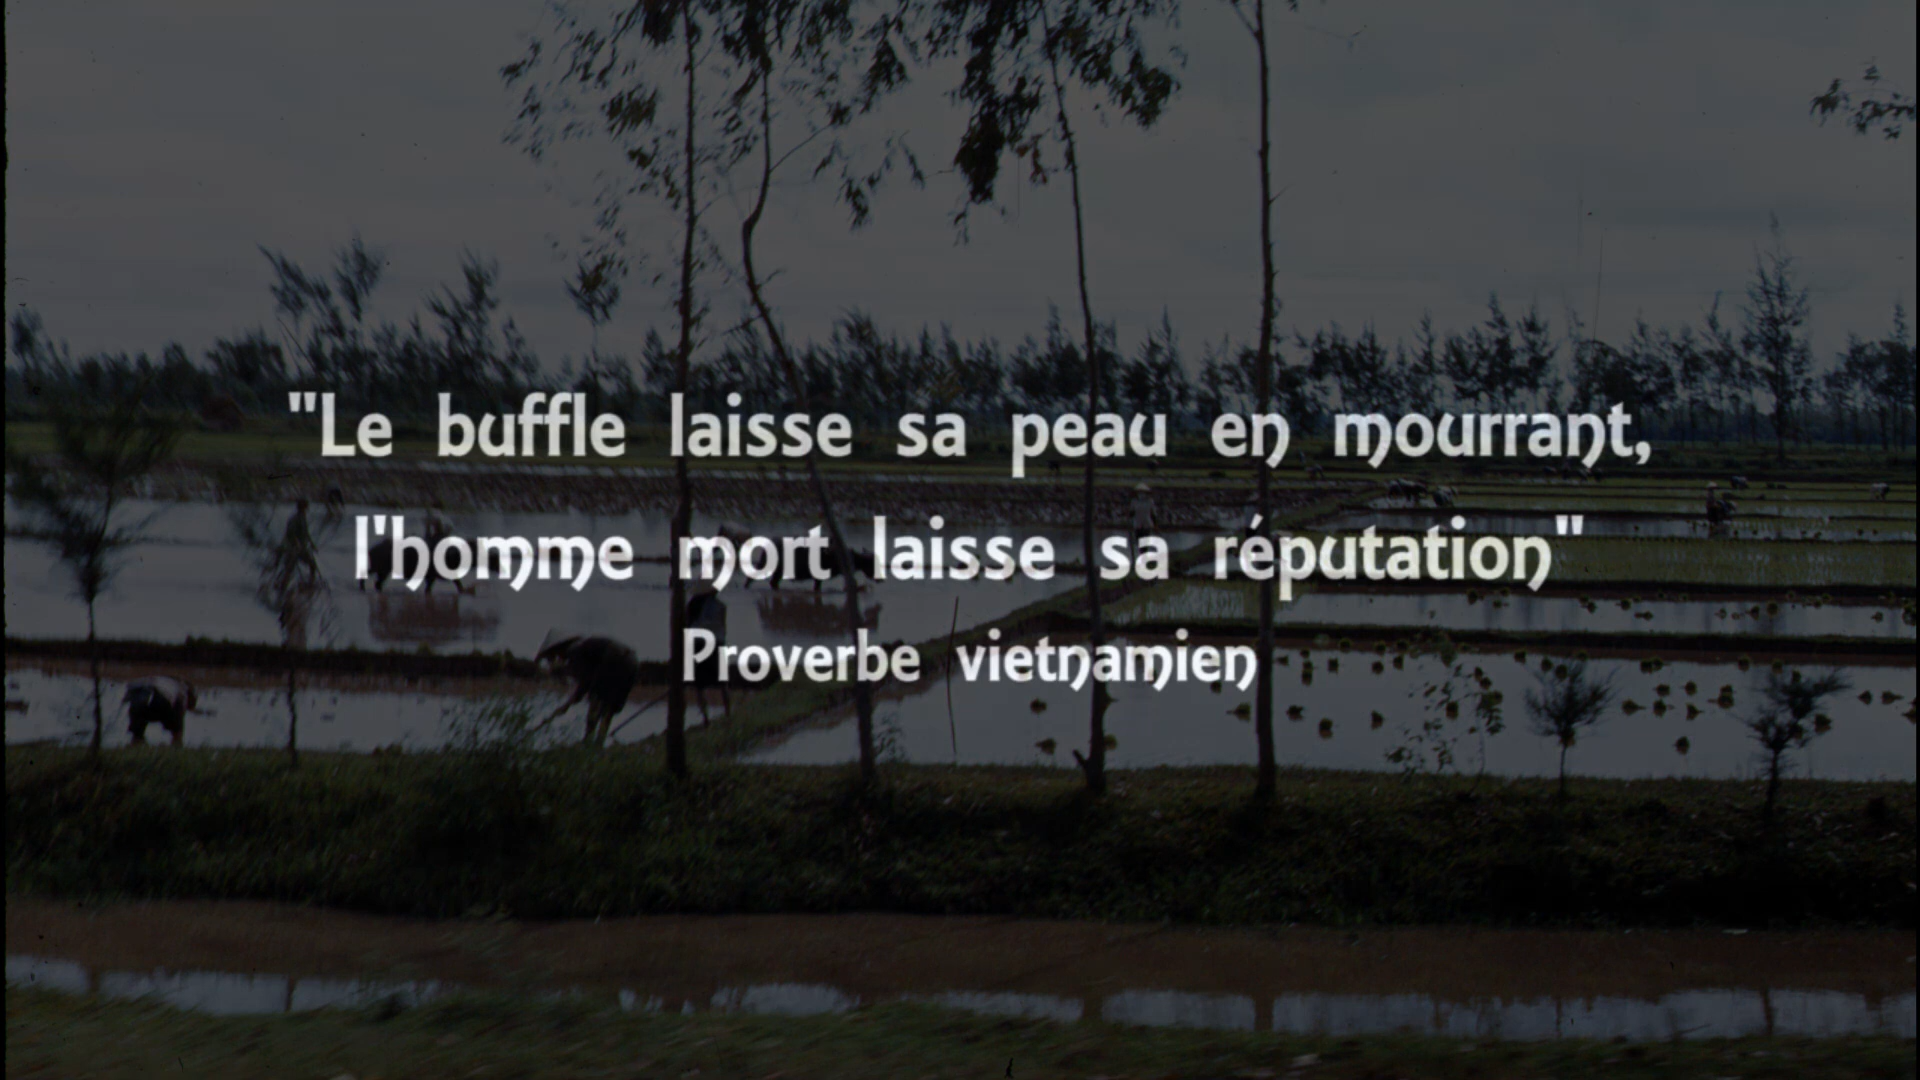 "Le buffle laisse sa peau en mourrant,
l'homme mort laisse sa réputation"
Proverbe vietnamien